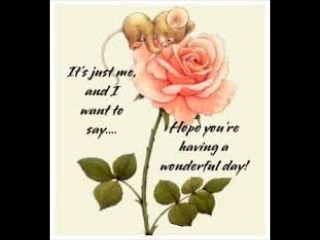 It's just me,
and I
want to
say....
Hope you're
having a
wonderful day!